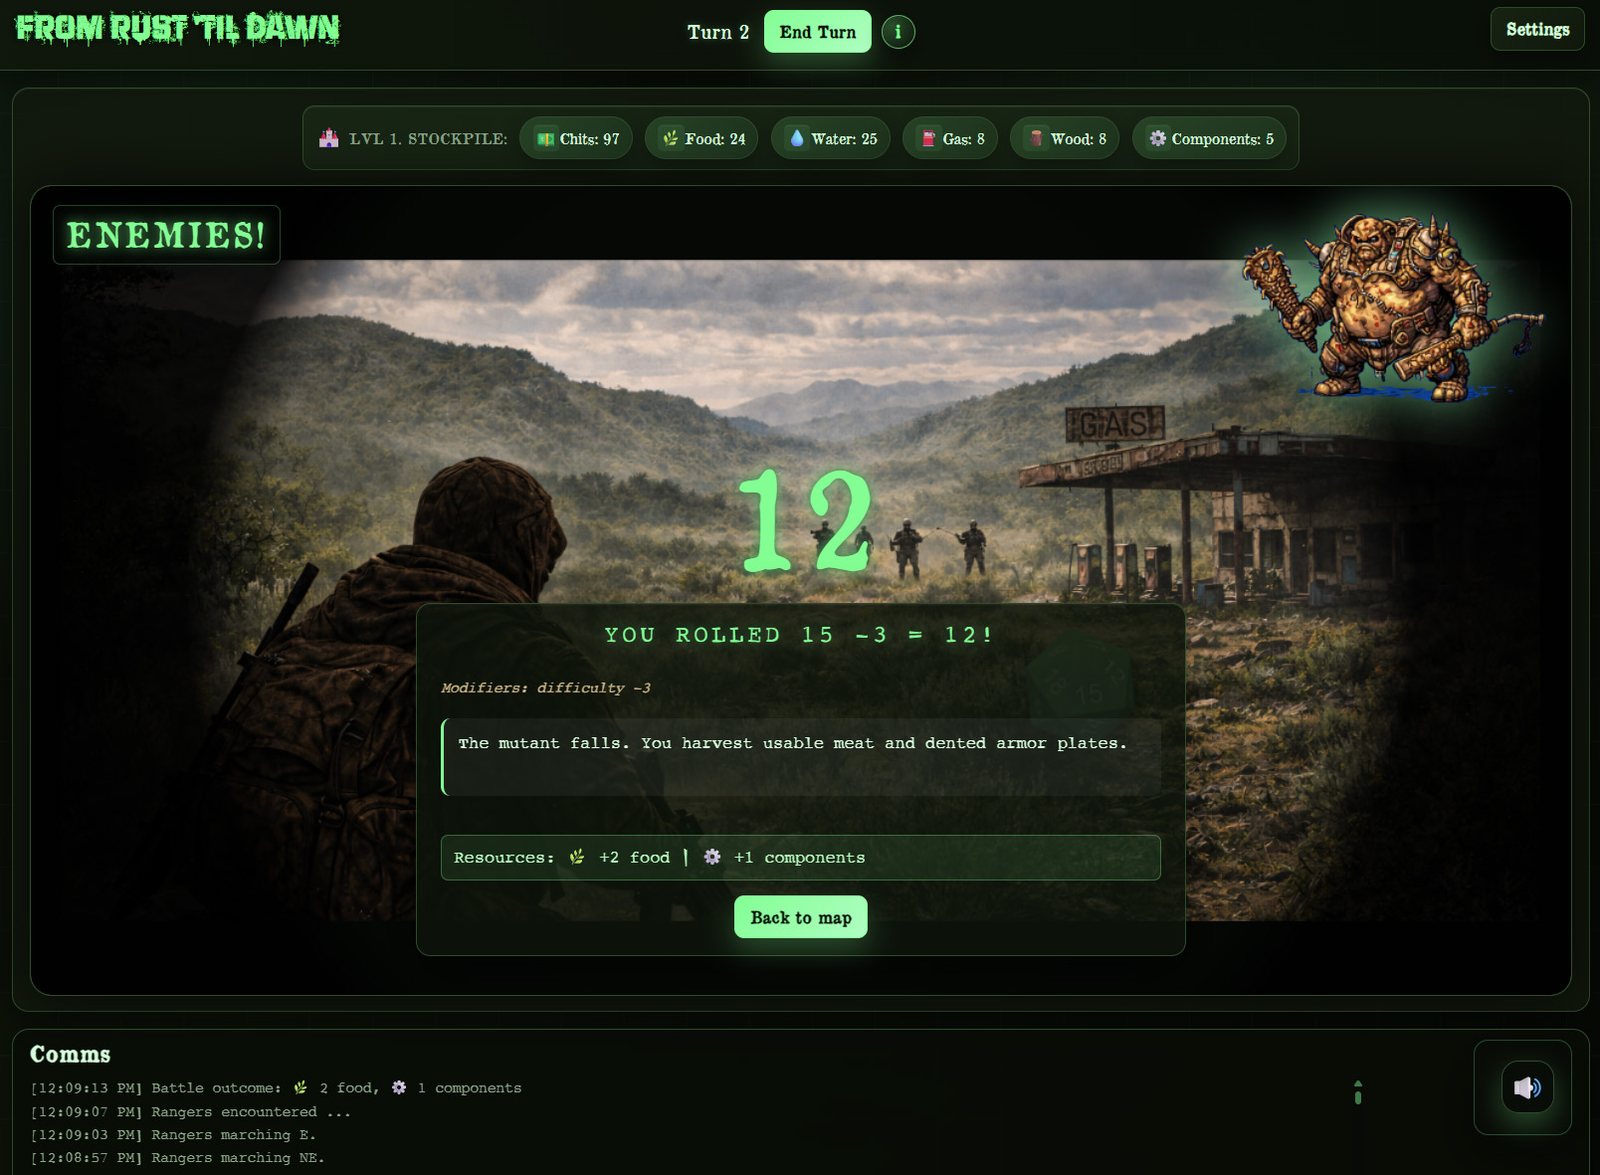 FROM RUST 'TIL DAWN
Turn 2
End Turn
i
Settings
LVL 1. STOCKPILE:
Chits: 97
Food: 24
Water: 25
Gas: 8
Wood: 8
Components: 5
ENEMIES!
GAS
12
YOU ROLLED 15 -3 = 12!
Modifiers: difficulty -3
15
The mutant falls. You harvest usable meat and dented armor plates.
Resources: +2 food | +1 components
Back to map
Comms
[12:09:13 PM] Battle outcome: 2 food, 1 components
[12:09:07 PM] Rangers encountered ...
[12:09:03 PM] Rangers marching E.
[12:08:57 PM] Rangers marching NE.